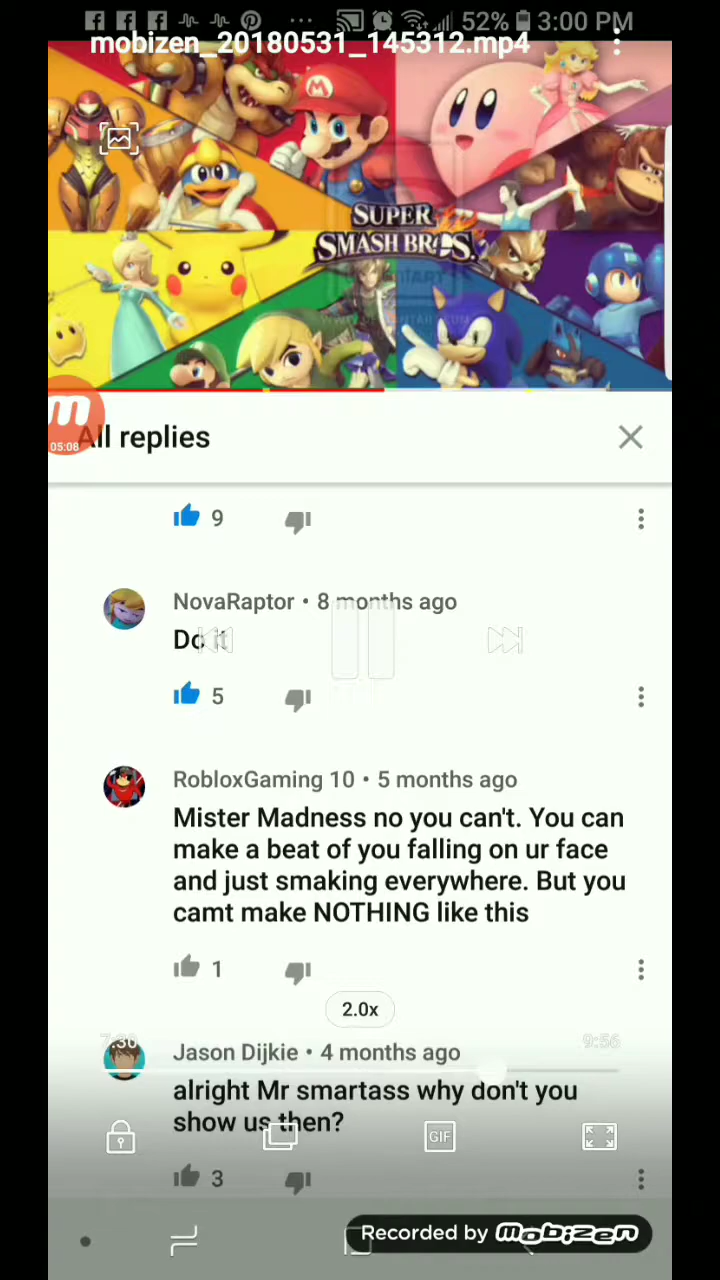 52% 3:00 PM
mobizen_20180531_145312.mp4
M
SUPER
SMASH BROS.
05:08
All replies
9
NovaRaptor • 8 months ago
Do it
5
RobloxGaming 10 • 5 months ago
Mister Madness no you can't. You can
make a beat of you falling on ur face
and just smaking everywhere. But you
camt make NOTHING like this
1
2.0x
7:30
9:56
Jason Dijkie • 4 months ago
alright Mr smartass why don't you
show us then?
GIF
3
Recorded by mobizen